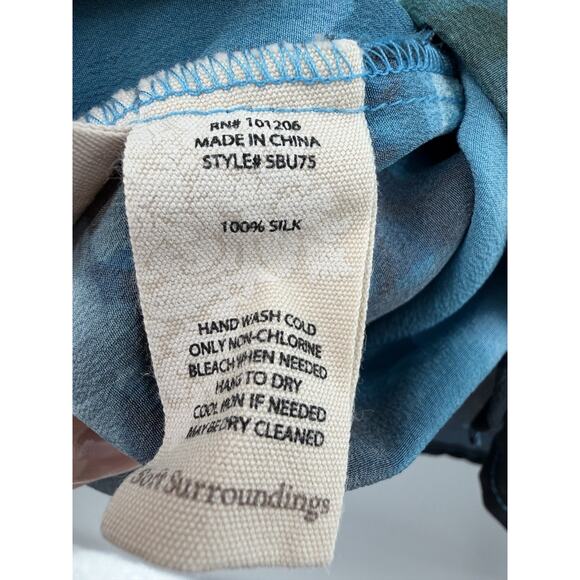 RN# 101206
MADE IN CHINA
STYLE# 5BU75
100% SILK
HAND WASH COLD
ONLY NON-CHLORINE
BLEACH WHEN NEEDED
HANG TO DRY
COOL IRON IF NEEDED
MAY BE DRY CLEANED
Soft Surroundings